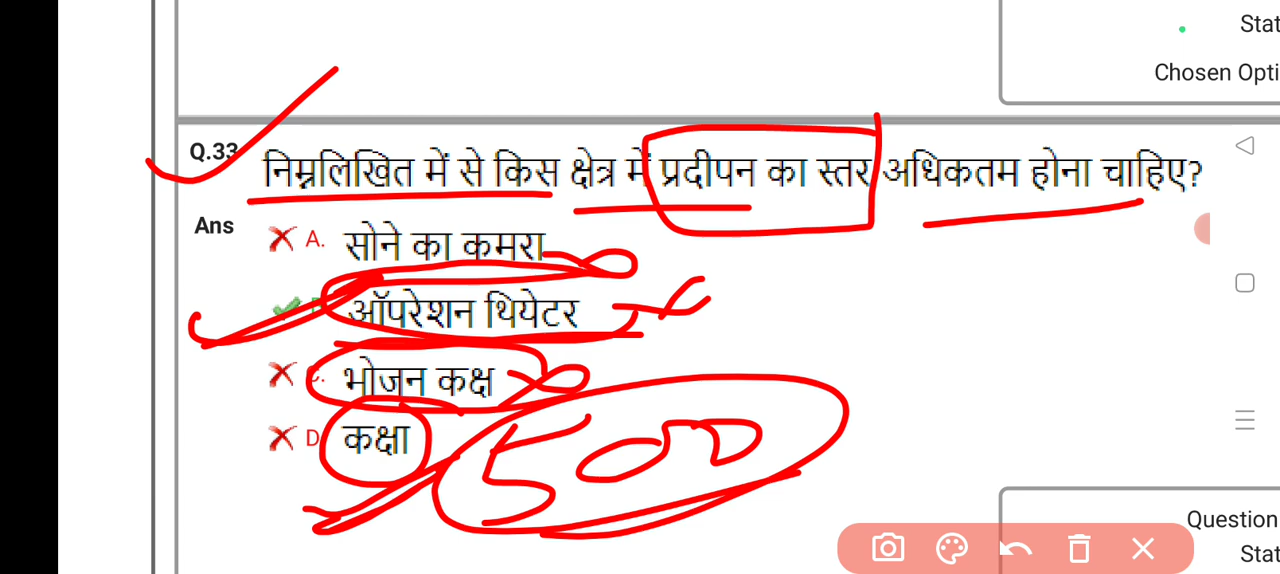 Stat
Chosen Opti
Q.33 निम्नलिखित में से किस क्षेत्र में प्रदीपन का स्तर अधिकतम होना चाहिए?
Ans A. सोने का कमरा
ऑपरेशन थियेटर
C. भोजन कक्ष
D. कक्षा
500
Question
Stat